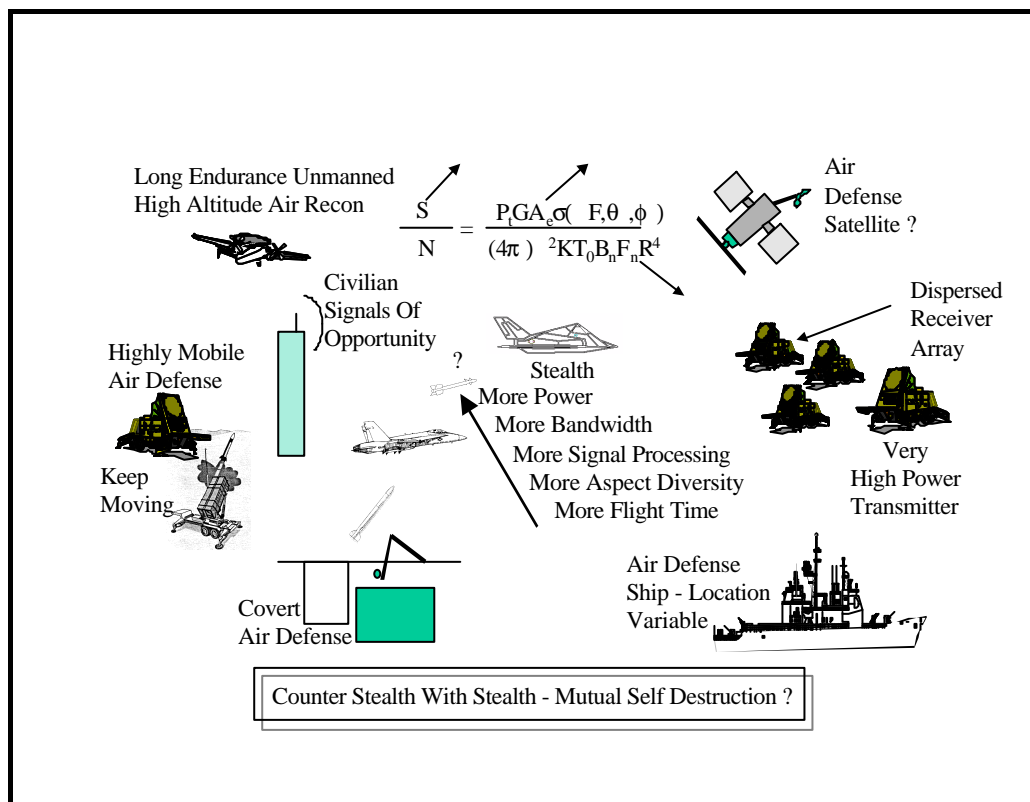 Long Endurance Unmanned
High Altitude Air Recon
S
N
=
PtGAeσ( F,θ ,ϕ )
(4π ) ²KT₀BnFnR⁴
Air
Defense
Satellite ?
Civilian
Signals Of
Opportunity
Dispersed
Receiver
Array
Highly Mobile
Air Defense
?
Stealth
More Power
More Bandwidth
More Signal Processing
More Aspect Diversity
More Flight Time
Keep
Moving
Very
High Power
Transmitter
Air Defense
Ship - Location
Variable
Covert
Air Defense
Counter Stealth With Stealth - Mutual Self Destruction ?